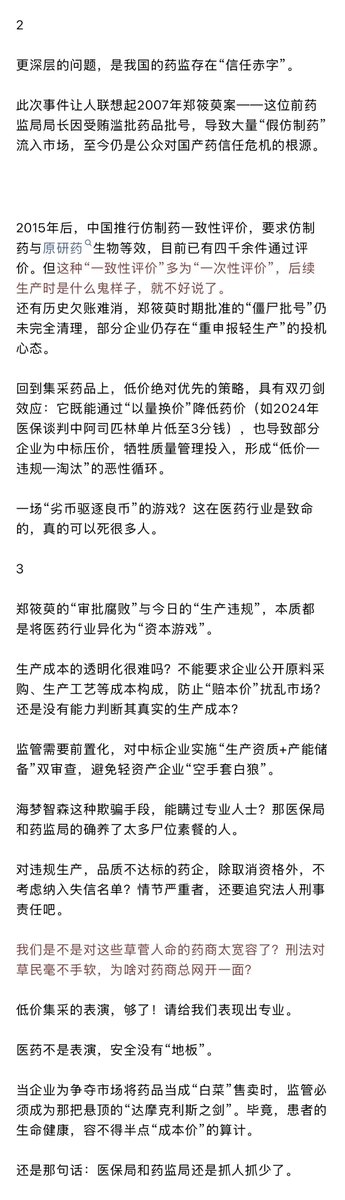 2
更深层的问题，是我国的药监存在“信任赤字”。
此次事件让人联想起2007年郑筱萸案——这位前药
监局局长因受贿滥批药品批号，导致大量“假仿制药”
流入市场，至今仍是公众对国产药信任危机的根源。
2015年后，中国推行仿制药一致性评价，要求仿制
药与原研药生物等效，目前已有四千余件通过评
价。但这种“一致性评价”多为“一次性评价”，后续
生产时是什么鬼样子，就不好说了。
还有历史欠账难消，郑筱萸时期批准的“僵尸批号”仍
未完全清理，部分企业仍存在“重申报轻生产”的投机
心态。
回到集采药品上，低价绝对优先的策略，具有双刃剑
效应：它既能通过“以量换价”降低药价（如2024年
医保谈判中阿司匹林单片低至3分钱），也导致部分
企业为中标压价，牺牲质量管理投入，形成“低价—
违规—淘汰”的恶性循环。
一场“劣币驱逐良币”的游戏？这在医药行业是致命
的，真的可以死很多人。
3
郑筱萸的“审批腐败”与今日的“生产违规”，本质都
是将医药行业异化为“资本游戏”。
生产成本的透明化很难吗？不能要求企业公开原料采
购、生产工艺等成本构成，防止“赔本价”扰乱市场？
还是没有能力判断其真实的生产成本？
监管需要前置化，对中标企业实施“生产资质+产能储
备”双审查，避免轻资产企业“空手套白狼”。
海梦智森这种欺骗手段，能瞒过专业人士？那医保局
和药监局的确养了太多尸位素餐的人。
对违规生产，品质不达标的药企，除取消资格外，不
考虑纳入失信名单？情节严重者，还要追究法人刑事
责任吧。
我们是不是对这些草菅人命的药商太宽容了？刑法对
草民毫不手软，为啥对药商总网开一面？
低价集采的表演，够了！请给我们表现出专业。
医药不是表演，安全没有“地板”。
当企业为争夺市场将药品当成“白菜”售卖时，监管必
须成为那把悬顶的“达摩克利斯之剑”。毕竟，患者的
生命健康，容不得半点“成本价”的算计。
还是那句话：医保局和药监局还是抓人抓少了。